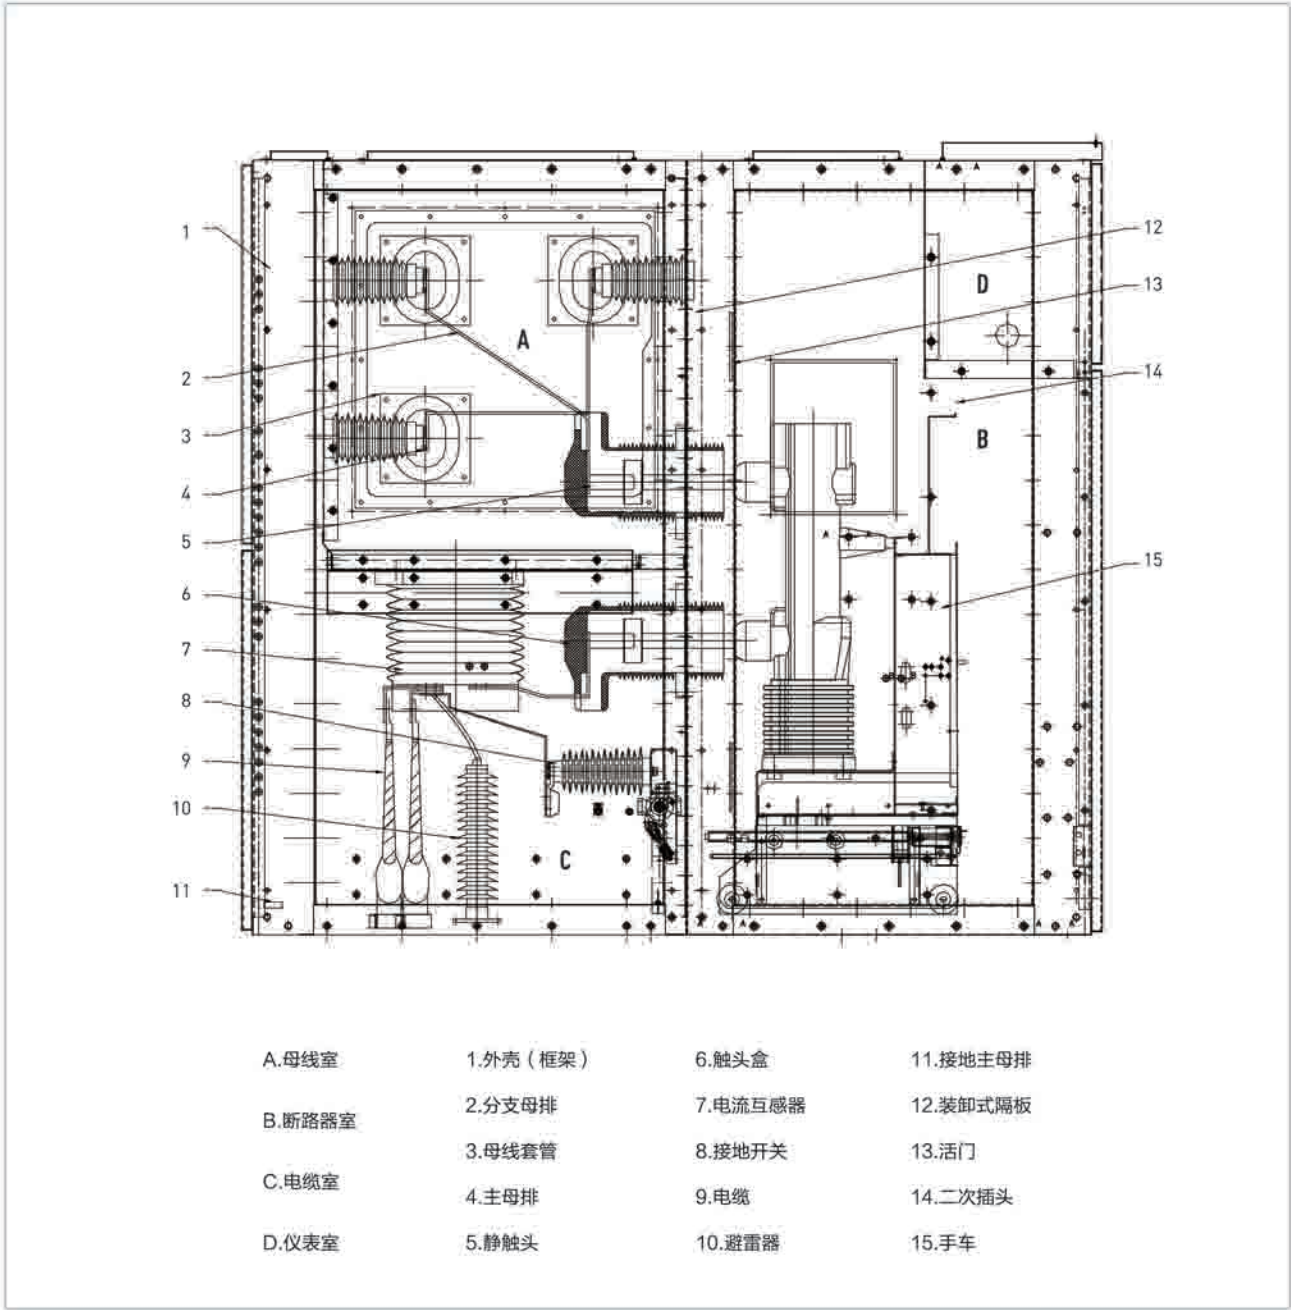 1
2
3
4
5
6
7
8
9
10
11
12
13
14
15
A
B
C
D
A.母线室
B.断路器室
C.电缆室
D.仪表室
1.外壳（框架）
2.分支母排
3.母线套管
4.主母排
5.静触头
6.触头盒
7.电流互感器
8.接地开关
9.电缆
10.避雷器
11.接地主母排
12.装卸式隔板
13.活门
14.二次插头
15.手车